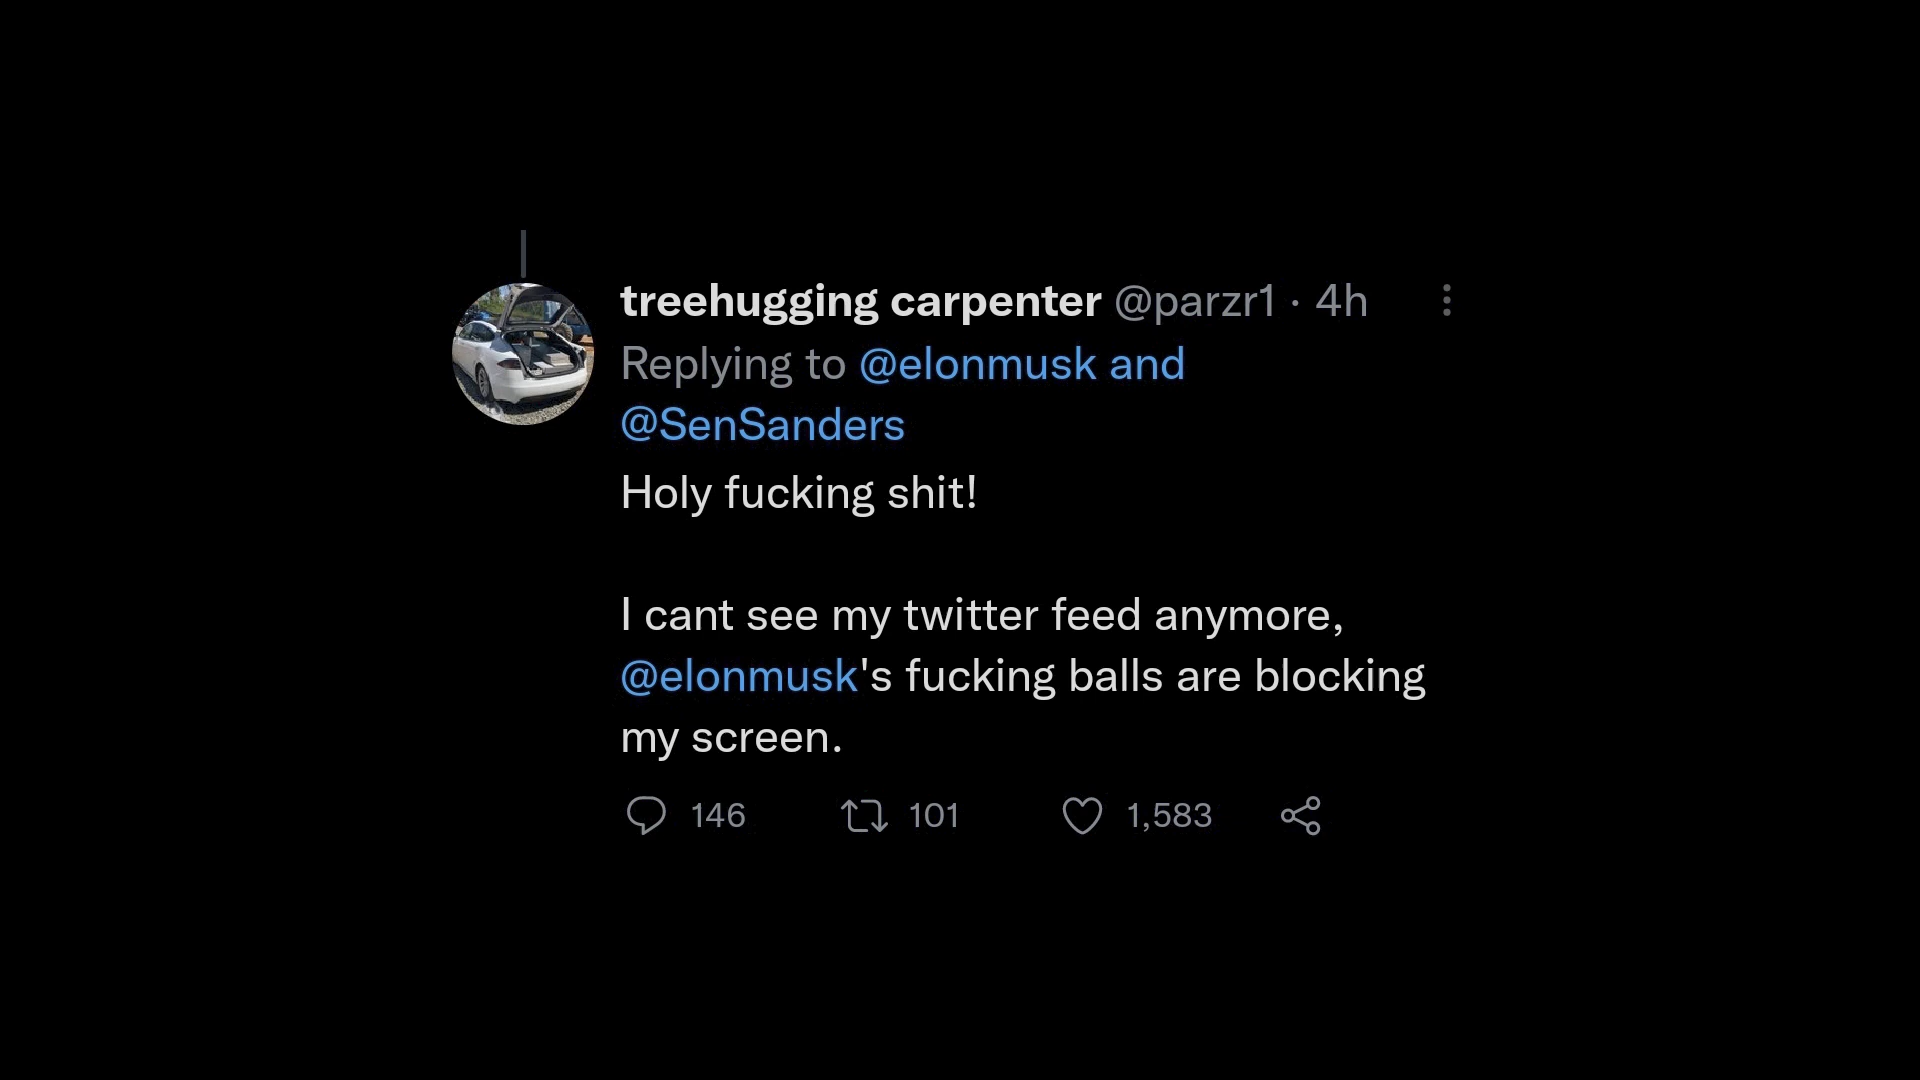 treehugging carpenter @parzr1 · 4h
Replying to @elonmusk and
@SenSanders
Holy fucking shit!
I cant see my twitter feed anymore,
@elonmusk's fucking balls are blocking
my screen.
146 101 1,583